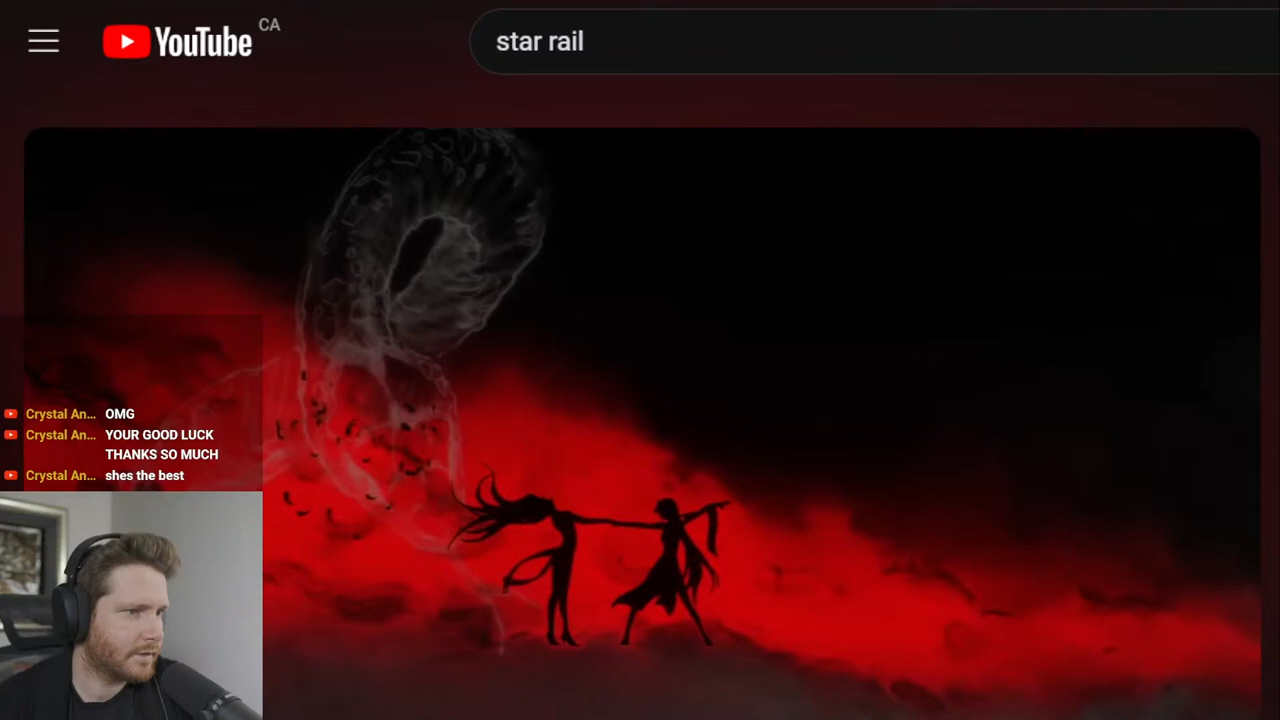 YouTube CA
star rail
Crystal An... OMG
Crystal An... YOUR GOOD LUCK
THANKS SO MUCH
Crystal An... shes the best